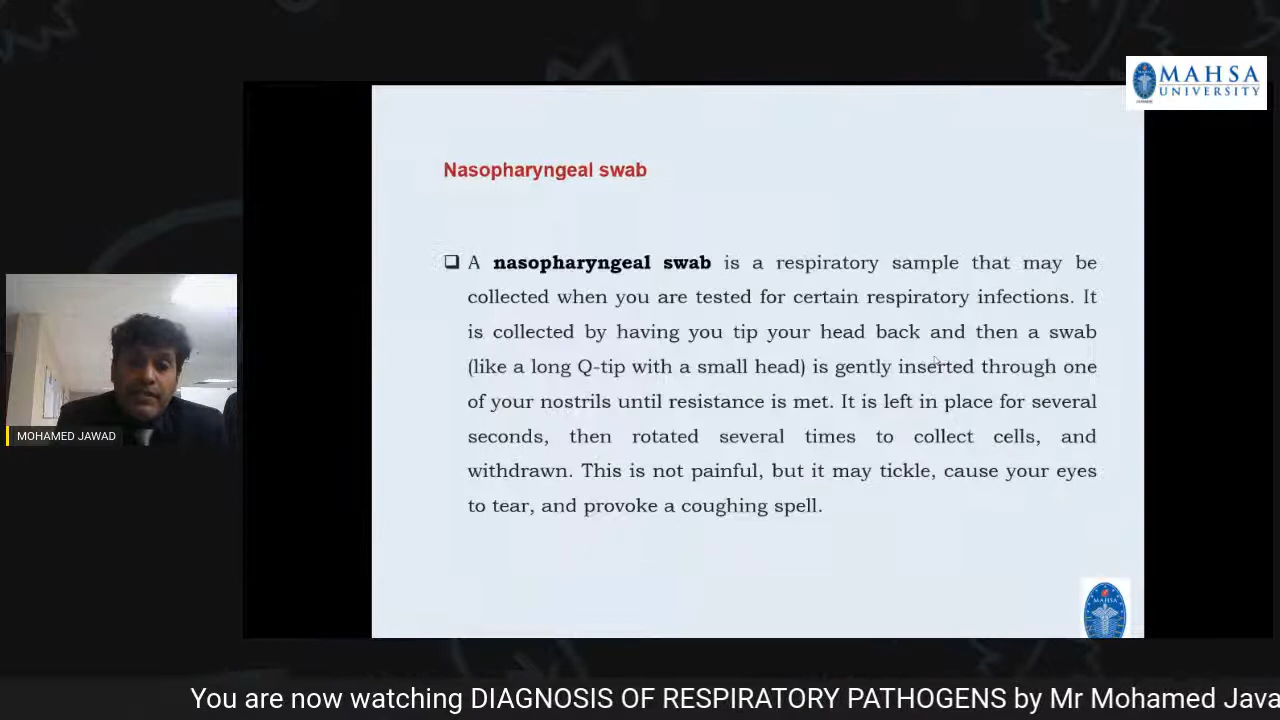 MAHSA
UNIVERSITY
Nasopharyngeal swab
A nasopharyngeal swab is a respiratory sample that may be
collected when you are tested for certain respiratory infections. It
is collected by having you tip your head back and then a swab
(like a long Q-tip with a small head) is gently inserted through one
of your nostrils until resistance is met. It is left in place for several
seconds, then rotated several times to collect cells, and
withdrawn. This is not painful, but it may tickle, cause your eyes
to tear, and provoke a coughing spell.
MOHAMED JAWAD
MAHSA
You are now watching DIAGNOSIS OF RESPIRATORY PATHOGENS by Mr Mohamed Java